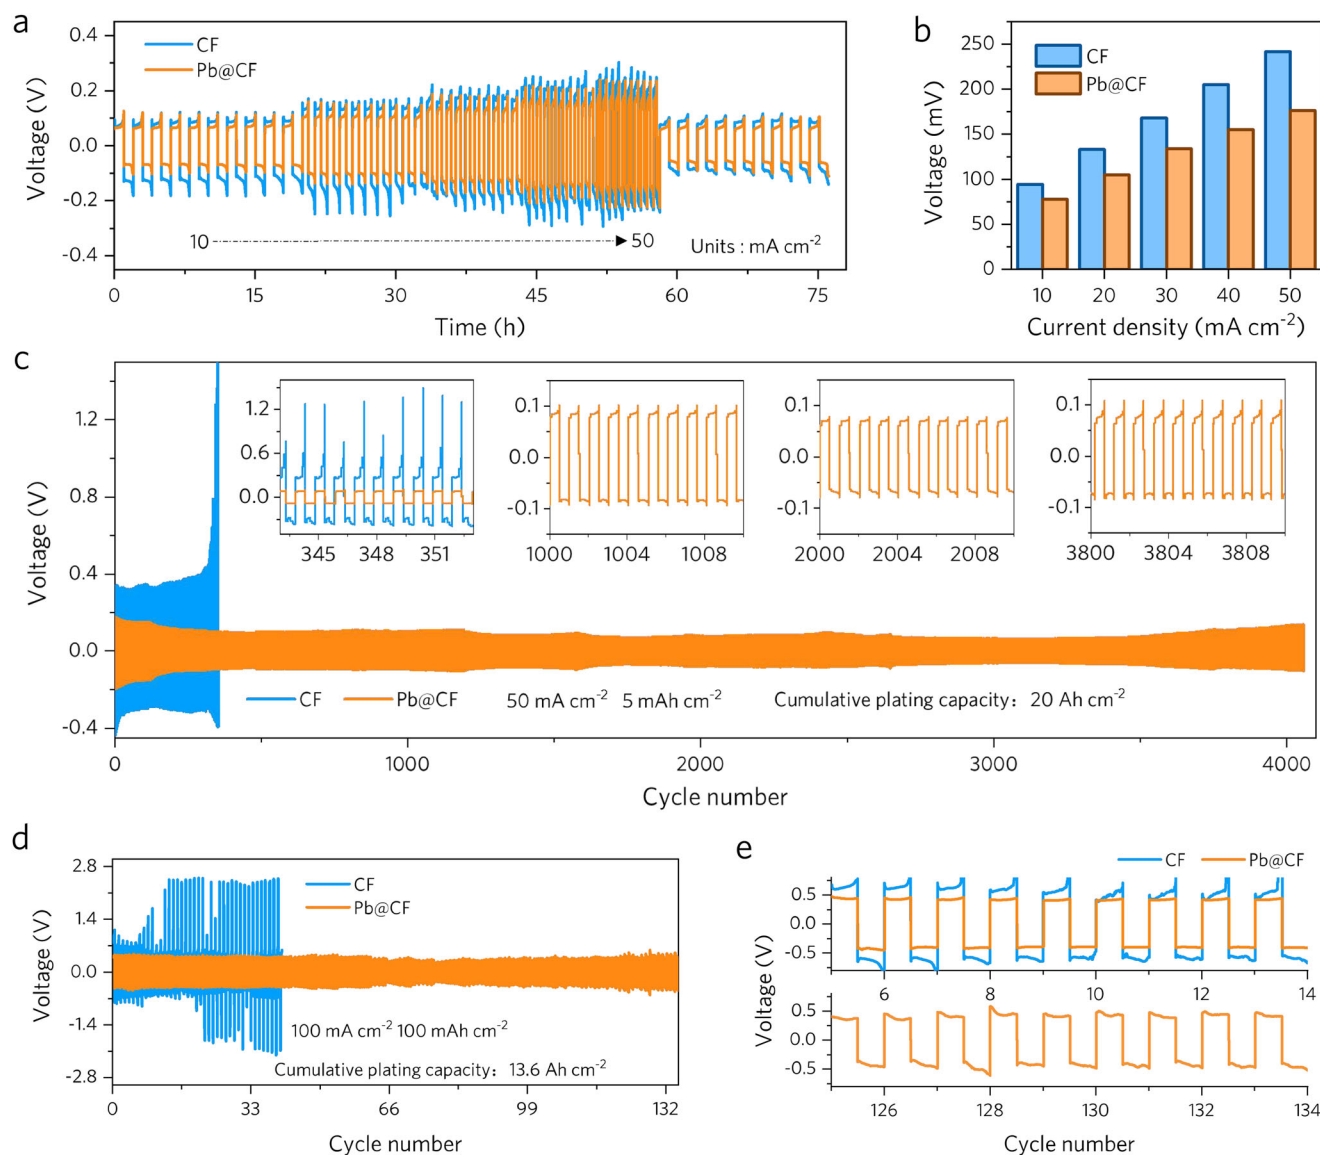 a
CF
Pb@CF
0.4
0.2
0.0
-0.2
-0.4
Voltage (V)
10
50
Units : mA cm-2
0
15
30
45
60
75
Time (h)
b
CF
Pb@CF
250
200
150
100
50
0
Voltage (mV)
10
20
30
40
50
Current density (mA cm-2)
c
1.2
0.8
0.4
0.0
-0.4
Voltage (V)
1.2
0.6
0.0
345
348
351
0.1
0.0
-0.1
1000
1004
1008
0.1
0.0
-0.1
2000
2004
2008
0.1
0.0
-0.1
3800
3804
3808
CF
Pb@CF
50 mA cm-2 5 mAh cm-2
Cumulative plating capacity: 20 Ah cm-2
0
1000
2000
3000
4000
Cycle number
d
2.8
1.4
0.0
-1.4
-2.8
Voltage (V)
CF
Pb@CF
100 mA cm-2 100 mAh cm-2
Cumulative plating capacity: 13.6 Ah cm-2
0
33
66
99
132
Cycle number
e
CF
Pb@CF
0.5
0.0
-0.5
6
8
10
12
14
Voltage (V)
0.5
0.0
-0.5
126
128
130
132
134
Cycle number